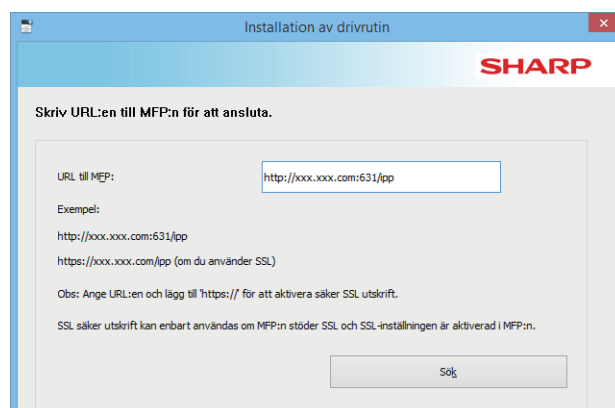 Installation av drivrutin
SHARP
Skriv URL:en till MFP:n för att ansluta.
URL till MFP:
http://xxx.xxx.com:631/ipp
Exempel:
http://xxx.xxx.com:631/ipp
https://xxx.xxx.com/ipp (om du använder SSL)
Obs: Ange URL:en och lägg till 'https://' för att aktivera säker SSL utskrift.
SSL säker utskrift kan enbart användas om MFP:n stöder SSL och SSL-inställningen är aktiverad i MFP:n.
Sök